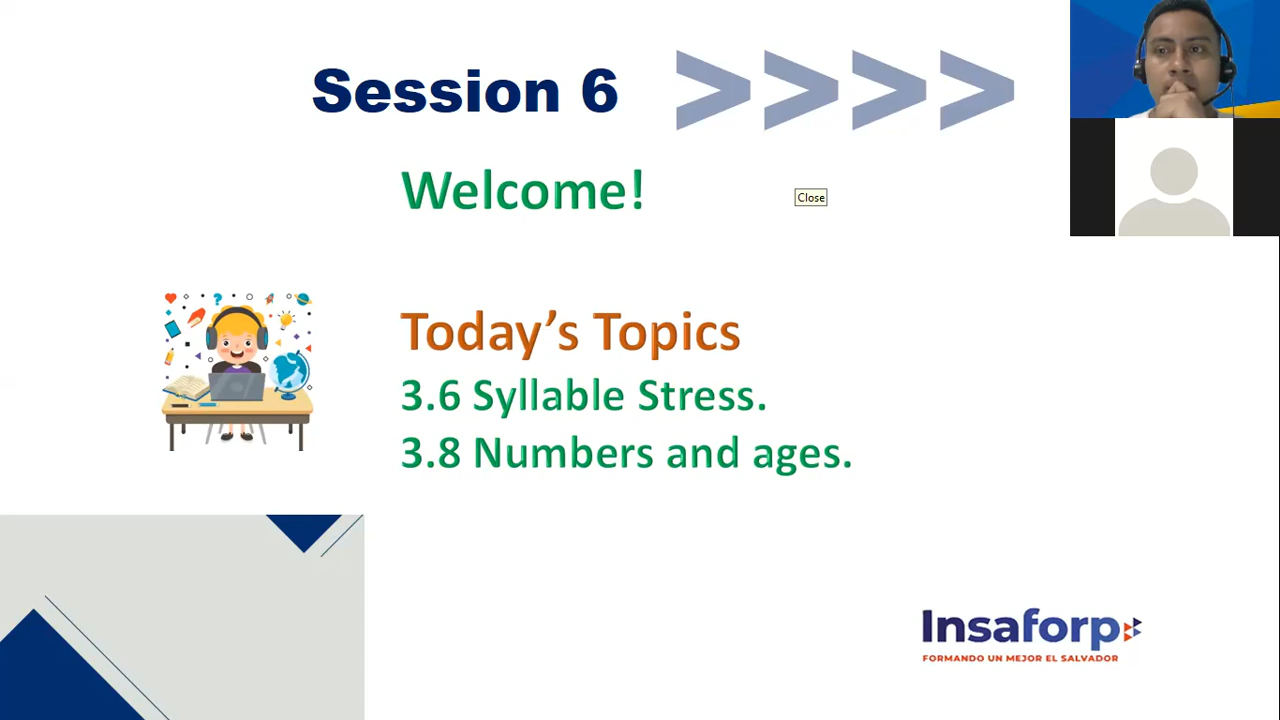 Session 6
Welcome!
Close
Today's Topics
3.6 Syllable Stress.
3.8 Numbers and ages.
Insaforp
FORMANDO UN MEJOR EL SALVADOR